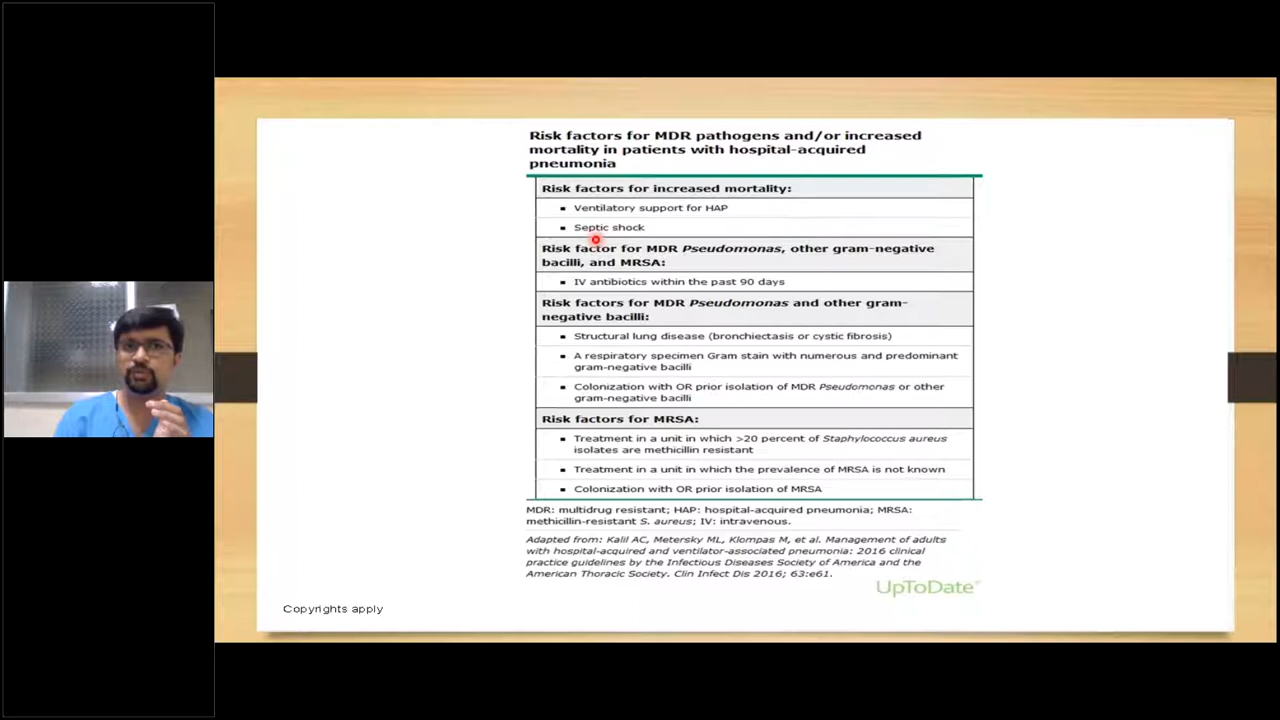 Risk factors for MDR pathogens and/or increased
mortality in patients with hospital-acquired
pneumonia
Risk factors for increased mortality:
▪ Ventilatory support for HAP
▪ Septic shock
Risk factor for MDR Pseudomonas, other gram-negative
bacilli, and MRSA:
▪ IV antibiotics within the past 90 days
Risk factors for MDR Pseudomonas and other gram-
negative bacilli:
▪ Structural lung disease (bronchiectasis or cystic fibrosis)
▪ A respiratory specimen Gram stain with numerous and predominant
gram-negative bacilli
▪ Colonization with OR prior isolation of MDR Pseudomonas or other
gram-negative bacilli
Risk factors for MRSA:
▪ Treatment in a unit in which >20 percent of Staphylococcus aureus
isolates are methicillin resistant
▪ Treatment in a unit in which the prevalence of MRSA is not known
▪ Colonization with OR prior isolation of MRSA
MDR: multidrug resistant; HAP: hospital-acquired pneumonia; MRSA:
methicillin-resistant S. aureus; IV: intravenous.
Adapted from: Kalil AC, Metersky ML, Klompas M, et al. Management of adults
with hospital-acquired and ventilator-associated pneumonia: 2016 clinical
practice guidelines by the Infectious Diseases Society of America and the
American Thoracic Society. Clin Infect Dis 2016; 63:e61.
UpToDate®
Copyrights apply